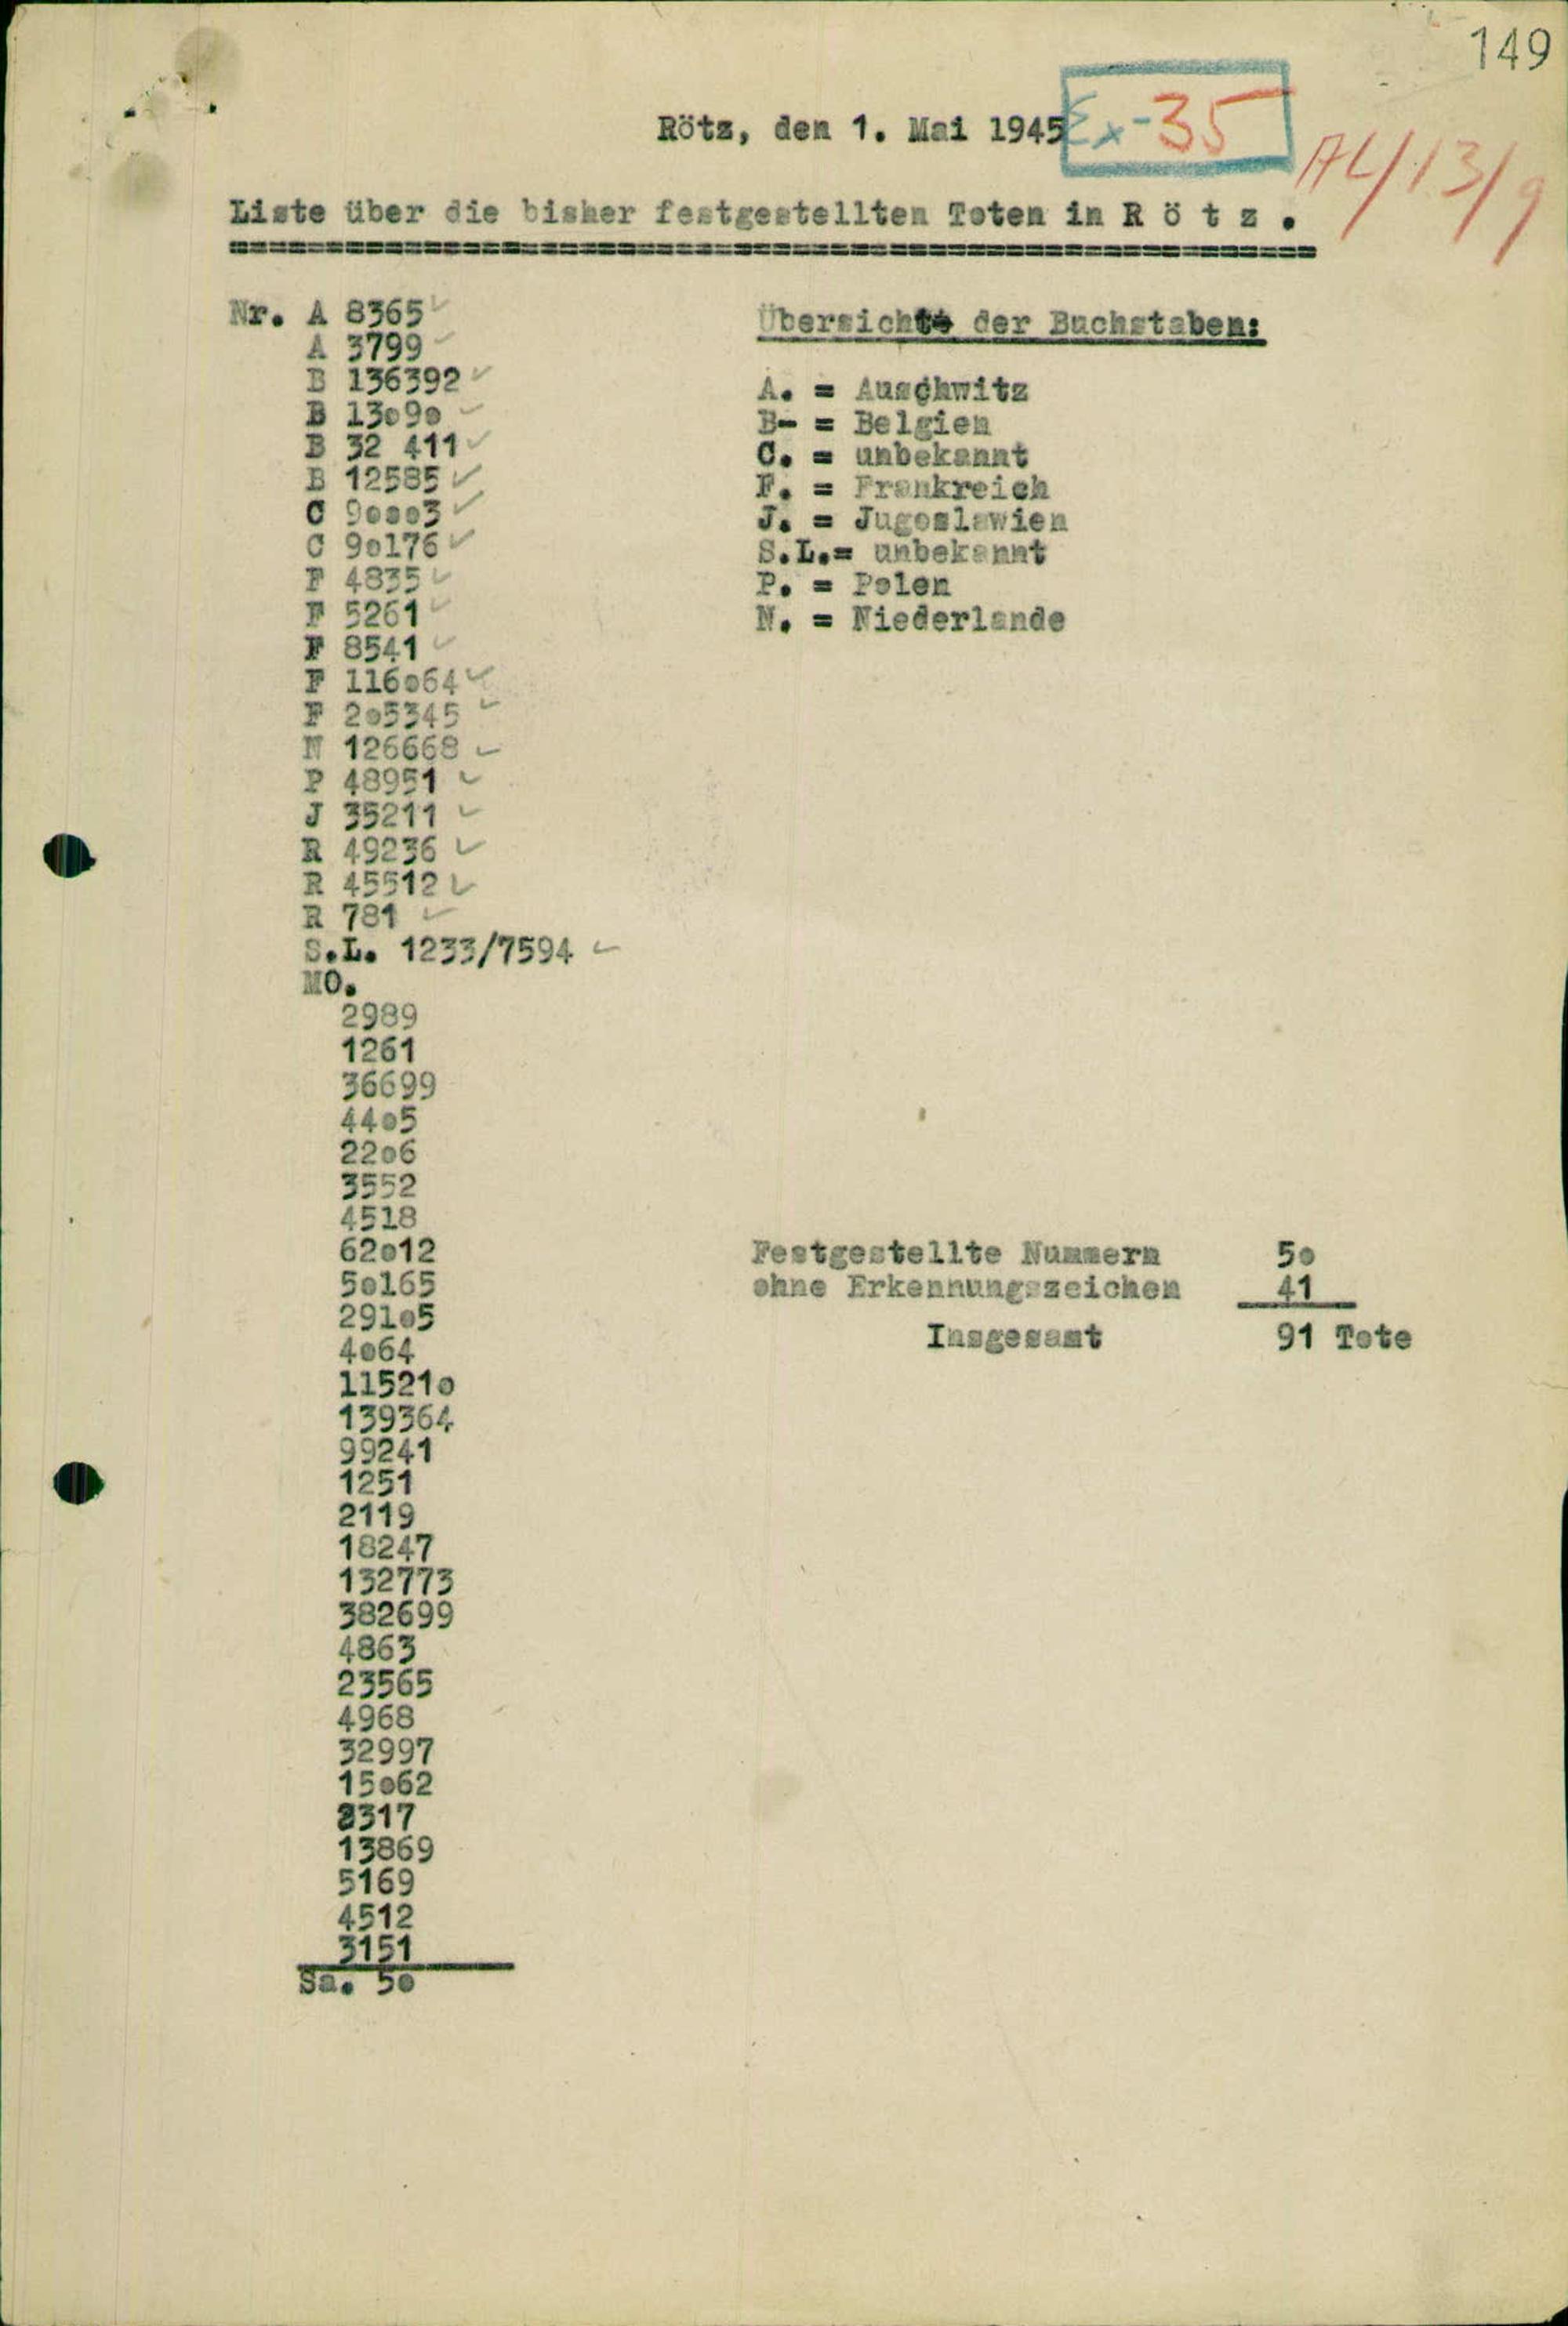 149
Rötz, den 1. Mai 1945
Ex-35
Liste über die bisher festgestellten Toten in R ö t z .
Nr. A 8365
A 3799
B 136392
B 13o9o
B 32 411
B 12585
C 9ooo3
C 9o176
F 4835
F 5261
F 8541
F 116o64
F 2o5345
N 126668
P 48951
J 35211
R 49236
R 45512
R 781
S.L. 1233/7594
MO.
2989
1261
36699
44o5
22o6
3552
4518
62o12
5o165
291o5
4o64
11521o
139364
99241
1251
2119
18247
132773
382699
4863
23565
4968
32997
15o62
8317
13869
5169
4512
3151
Sa. 5o
Übersicht der Buchstaben:
A. = Auschwitz
B- = Belgien
C. = unbekannt
F. = Frankreich
J. = Jugoslawien
S.L.= unbekannt
P. = Polen
N. = Niederlande
Festgestellte Nummern 5o
ohne Erkennungszeichen 41
Insgesamt 91 Tote